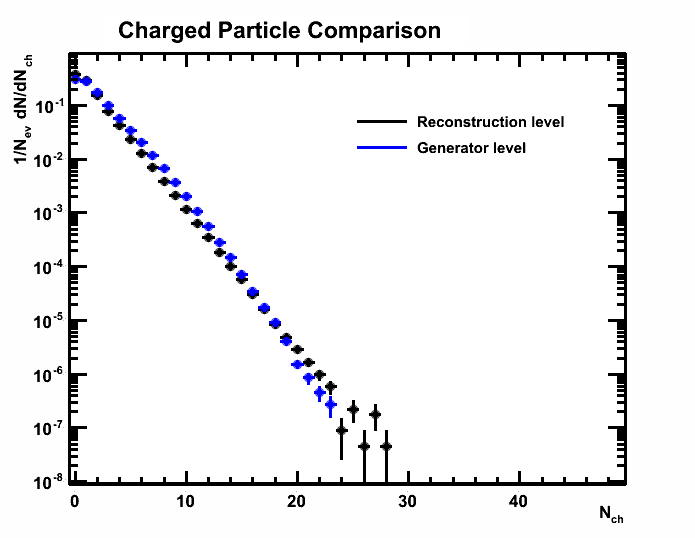 Charged Particle Comparison
1/N_ev dN/dN_ch
10^-1
10^-2
10^-3
10^-4
10^-5
10^-6
10^-7
10^-8
Reconstruction level
Generator level
0 10 20 30 40
N_ch